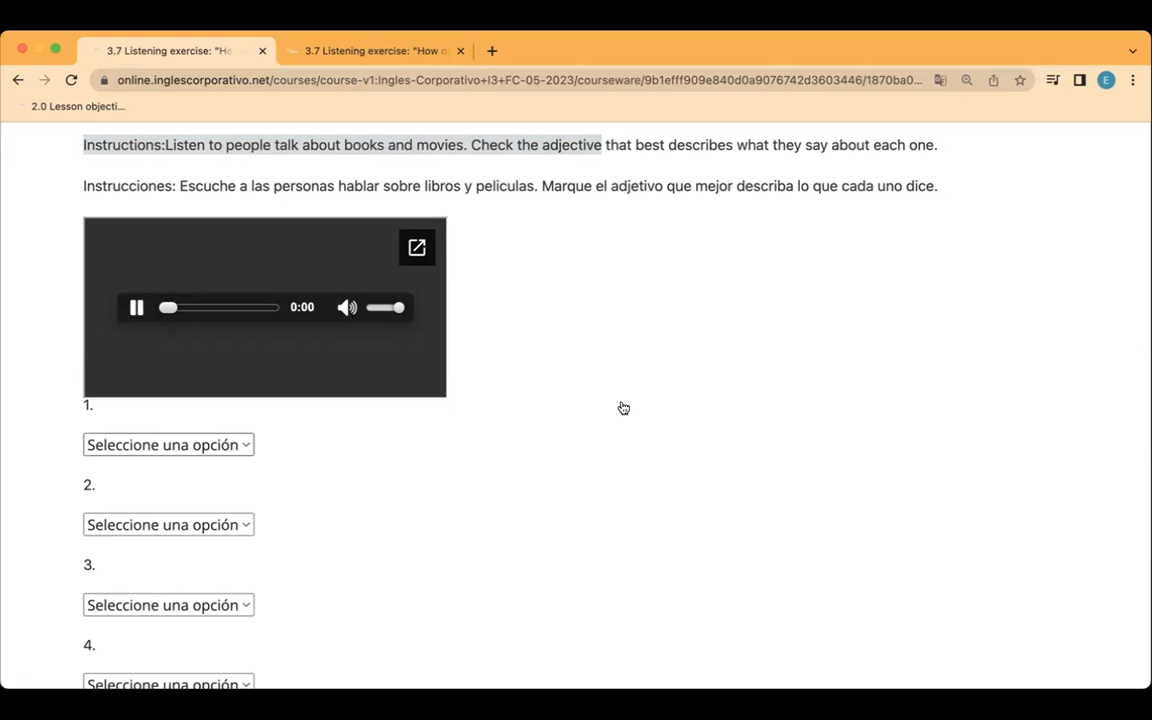 3.7 Listening exercise: "H
3.7 Listening exercise: "How d
online.inglescorporativo.net/courses/course-v1:Ingles-Corporativo+I3+FC-05-2023/courseware/9b1efff909e840d0a9076742d3603446/1870ba0...
E
2.0 Lesson objecti...
Instructions:Listen to people talk about books and movies. Check the adjective that best describes what they say about each one.
Instrucciones: Escuche a las personas hablar sobre libros y peliculas. Marque el adjetivo que mejor describa lo que cada uno dice.
0:00
1.
Seleccione una opción
2.
Seleccione una opción
3.
Seleccione una opción
4.
Seleccione una opción